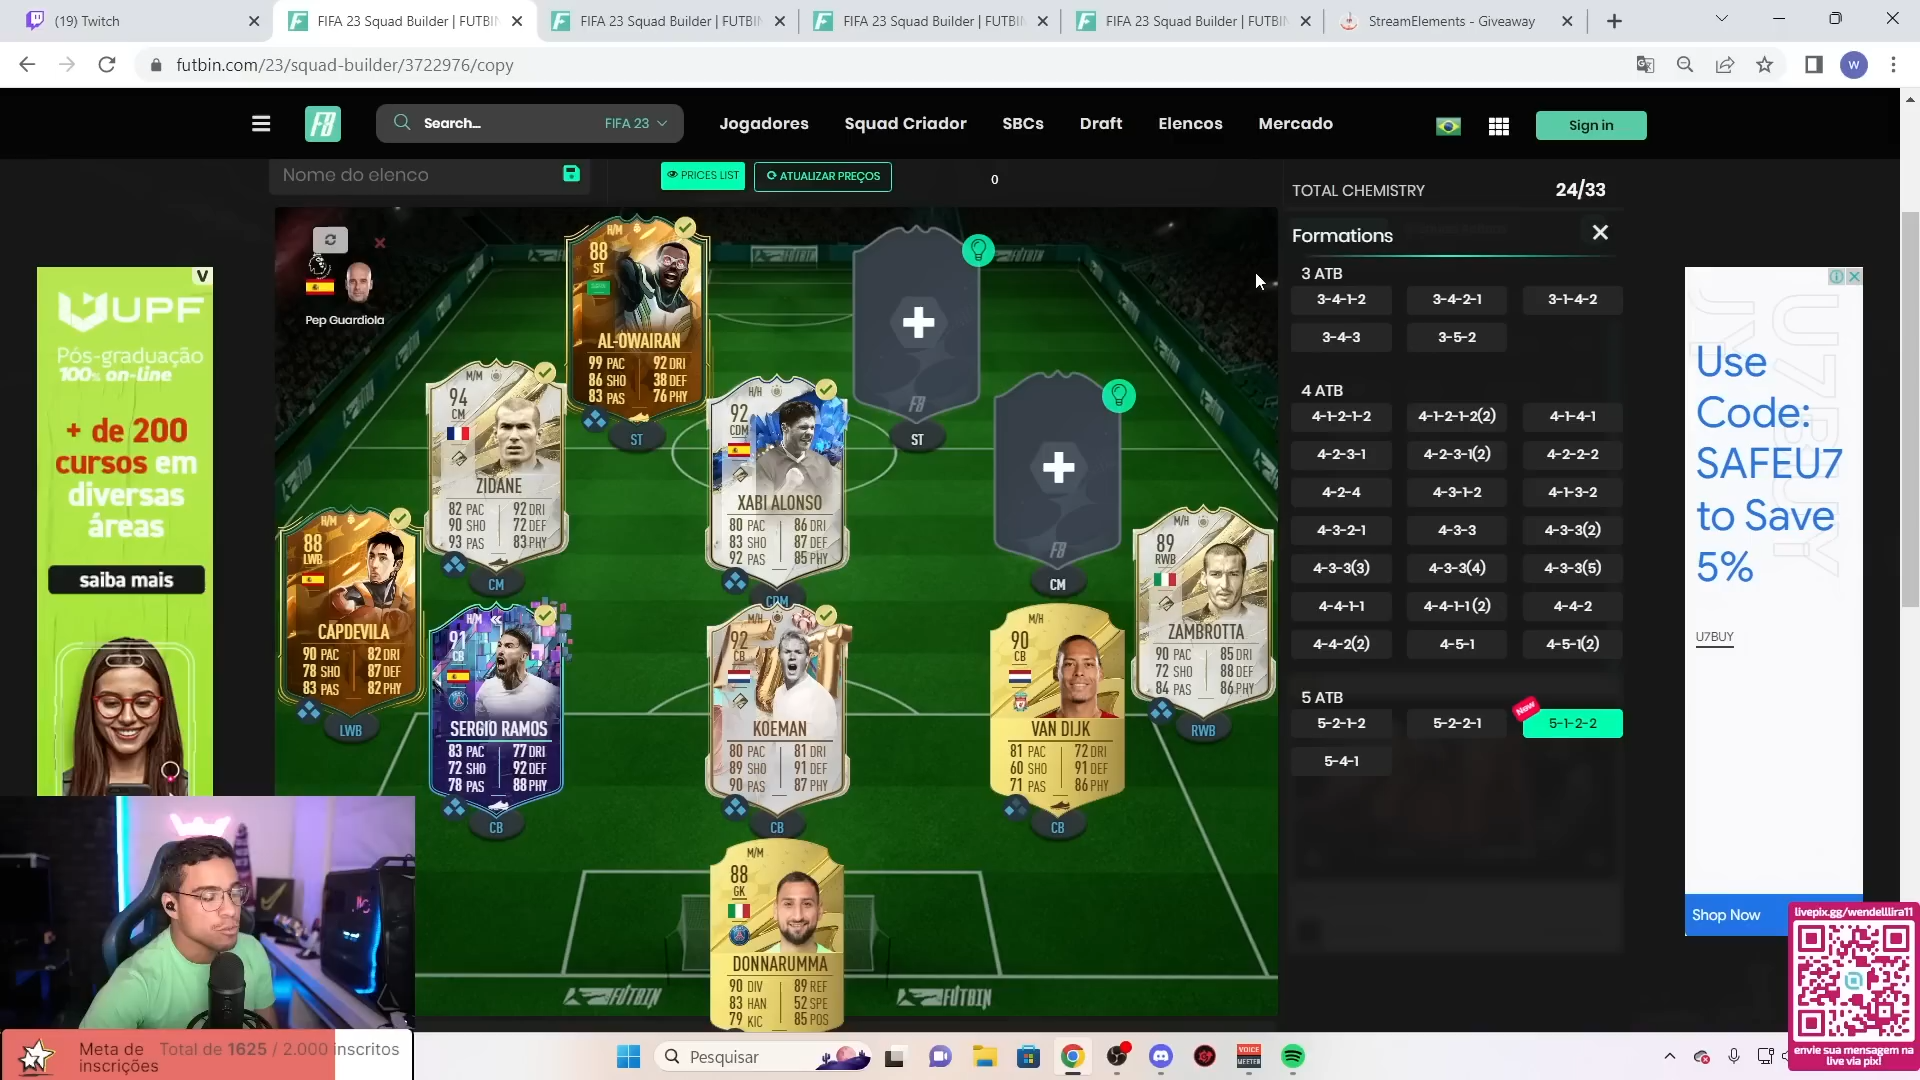 (19) Twitch
FIFA 23 Squad Builder | FUTBIN
FIFA 23 Squad Builder | FUTBIN
FIFA 23 Squad Builder | FUTBIN
FIFA 23 Squad Builder | FUTBIN
StreamElements - Giveaway
futbin.com/23/squad-builder/3722976/copy
W
FB
Search...
FIFA 23
Jogadores
Squad Criador
SBCs
Draft
Elencos
Mercado
Sign in
Nome do elenco
PRICES LIST
ATUALIZAR PREÇOS
0
TOTAL CHEMISTRY
24/33
Formations
3 ATB
3-4-1-2
3-4-2-1
3-1-4-2
3-4-3
3-5-2
4 ATB
4-1-2-1-2
4-1-2-1-2(2)
4-1-4-1
4-2-3-1
4-2-3-1(2)
4-2-2-2
4-2-4
4-3-1-2
4-1-3-2
4-3-2-1
4-3-3
4-3-3(2)
4-3-3(3)
4-3-3(4)
4-3-3(5)
4-4-1-1
4-4-1-1 (2)
4-4-2
4-4-2(2)
4-5-1
4-5-1(2)
5 ATB
5-2-1-2
5-2-2-1
New
5-1-2-2
5-4-1
Pep Guardiola
H/M
88
ST
AL-OWAIRAN
99 PAC 92 DRI
86 SHO 38 DEF
83 PAS 76 PHY
ST
FB
ST
M/M
94
CM
ZIDANE
82 PAC 92 DRI
90 SHO 72 DEF
93 PAS 83 PHY
CM
H/H
92
CDM
XABI ALONSO
80 PAC 86 DRI
83 SHO 87 DEF
92 PAS 85 PHY
CDM
FB
CM
H/M
88
LWB
CAPDEVILA
90 PAC 82 DRI
78 SHO 87 DEF
83 PAS 82 PHY
LWB
H/M
91
CB
SERGIO RAMOS
83 PAC 77 DRI
72 SHO 92 DEF
78 PAS 88 PHY
CB
M/H
92
CB
KOEMAN
80 PAC 81 DRI
89 SHO 91 DEF
90 PAS 87 PHY
CB
M/H
90
CB
VAN DIJK
81 PAC 72 DRI
60 SHO 91 DEF
71 PAS 86 PHY
CB
M/H
89
RWB
ZAMBROTTA
90 PAC 85 DRI
72 SHO 88 DEF
84 PAS 86 PHY
RWB
M/M
88
GK
DONNARUMMA
90 DIV 89 REF
83 HAN 52 SPE
79 KIC 85 POS
FUTBIN
FUTBIN
V
UPF
Pós-graduação
100% on-line
+ de 200
cursos em
diversas
áreas
saiba mais
Use
Code:
SAFEU7
to Save
5%
U7BUY
U7BUY
Shop Now
livepix.gg/wendelllira11
envie sua mensagem na
live via pix!
Meta de
inscrições
Total de 1625 / 2.000 inscritos
Pesquisar
VOICE
MEETER